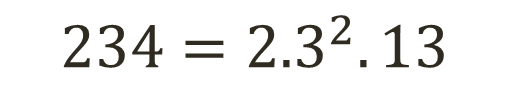 234 = 2.3². 13